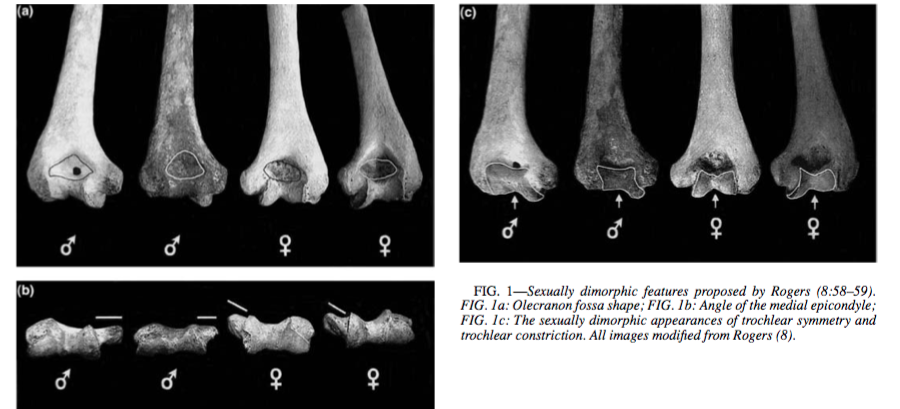 (a)
♂ ♂ ♀ ♀
(b)
♂ ♂ ♀ ♀
(c)
♂ ♂ ♀ ♀
FIG. 1—Sexually dimorphic features proposed by Rogers (8:58–59).
FIG. 1a: Olecranon fossa shape; FIG. 1b: Angle of the medial epicondyle;
FIG. 1c: The sexually dimorphic appearances of trochlear symmetry and
trochlear constriction. All images modified from Rogers (8).